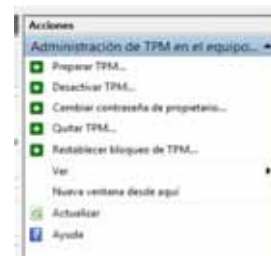 Acciones
Administración de TPM en el equipo...
Preparar TPM...
Desactivar TPM...
Cambiar contraseña de propietario...
Quitar TPM...
Restablecer bloqueo de TPM...
Ver
Nueva ventana desde aquí
Actualizar
Ayuda